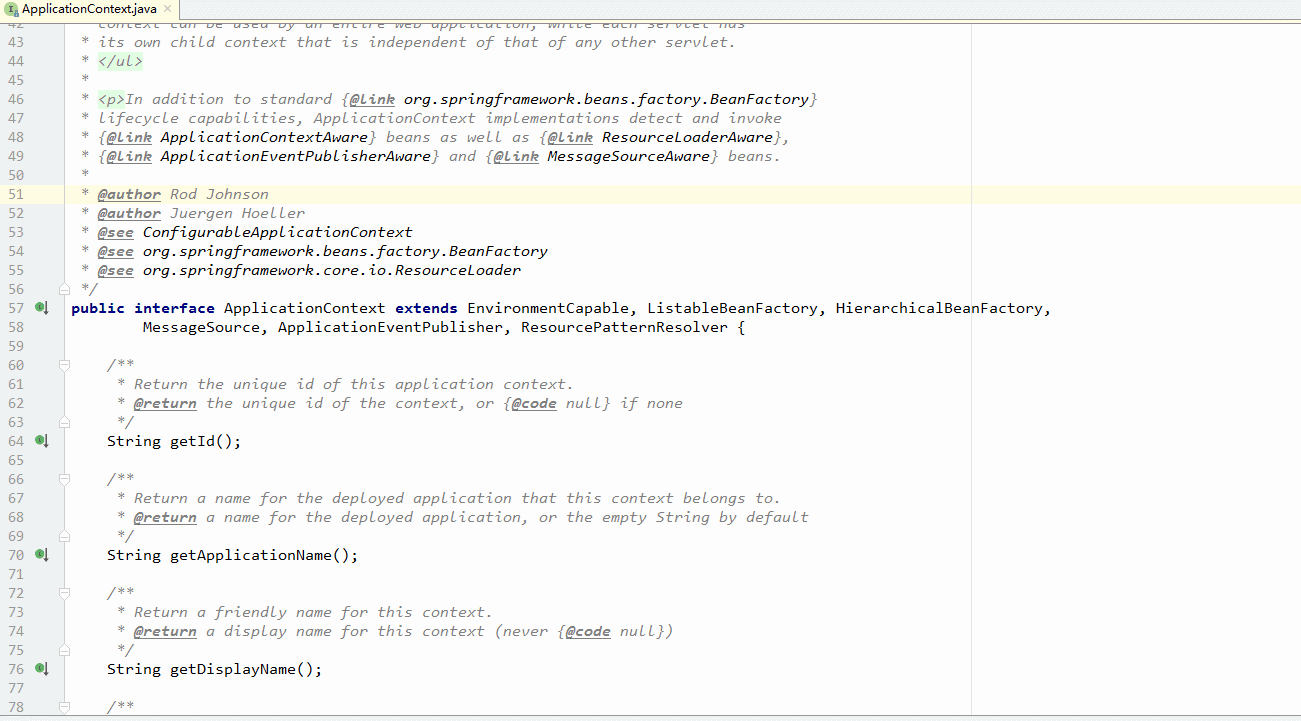 ApplicationContext.java
42 * context can be used by an entire web application, while each servlet has
43 * its own child context that is independent of that of any other servlet.
44 * </ul>
45 *
46 * <p>In addition to standard {@link org.springframework.beans.factory.BeanFactory}
47 * lifecycle capabilities, ApplicationContext implementations detect and invoke
48 * {@link ApplicationContextAware} beans as well as {@link ResourceLoaderAware},
49 * {@link ApplicationEventPublisherAware} and {@link MessageSourceAware} beans.
50 *
51 * @author Rod Johnson
52 * @author Juergen Hoeller
53 * @see ConfigurableApplicationContext
54 * @see org.springframework.beans.factory.BeanFactory
55 * @see org.springframework.core.io.ResourceLoader
56 */
57 public interface ApplicationContext extends EnvironmentCapable, ListableBeanFactory, HierarchicalBeanFactory,
58 MessageSource, ApplicationEventPublisher, ResourcePatternResolver {
59
60 /**
61 * Return the unique id of this application context.
62 * @return the unique id of the context, or {@code null} if none
63 */
64 String getId();
65
66 /**
67 * Return a name for the deployed application that this context belongs to.
68 * @return a name for the deployed application, or the empty String by default
69 */
70 String getApplicationName();
71
72 /**
73 * Return a friendly name for this context.
74 * @return a display name for this context (never {@code null})
75 */
76 String getDisplayName();
77
78 /**